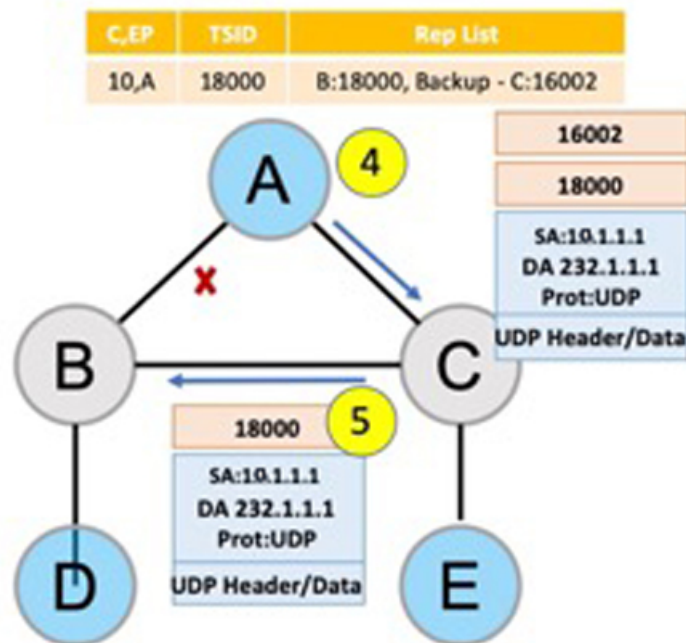 C,EP TSID Rep List
10,A 18000 B:18000, Backup - C:16002
A
4
16002
18000
SA:10.1.1.1
DA 232.1.1.1
Prot:UDP
UDP Header/Data
B
C
5
18000
SA:10.1.1.1
DA 232.1.1.1
Prot:UDP
UDP Header/Data
D
E